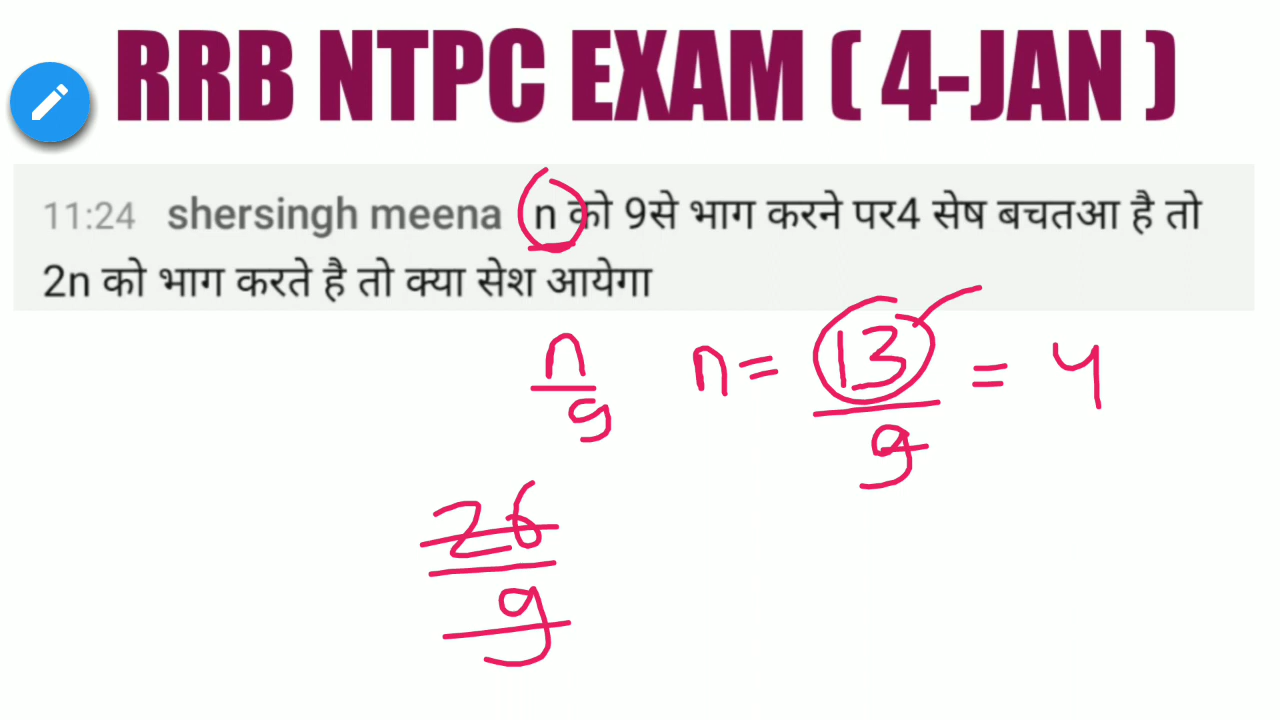 RRB NTPC EXAM ( 4-JAN )
11:24 shersingh meena n को 9से भाग करने पर4 सेष बचतआ है तो
2n को भाग करते है तो क्या सेश आयेगा
n/9 n = 13/9 = 4
26/9